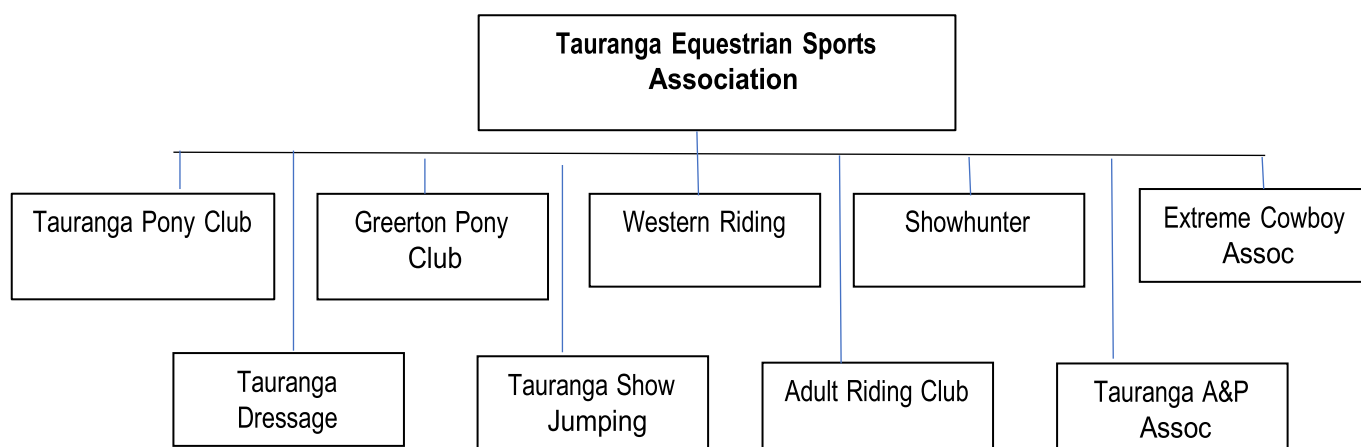 Tauranga Equestrian Sports
Association
Tauranga Pony Club
Greerton Pony
Club
Western Riding
Showhunter
Extreme Cowboy
Assoc
Tauranga
Dressage
Tauranga Show
Jumping
Adult Riding Club
Tauranga A&P
Assoc